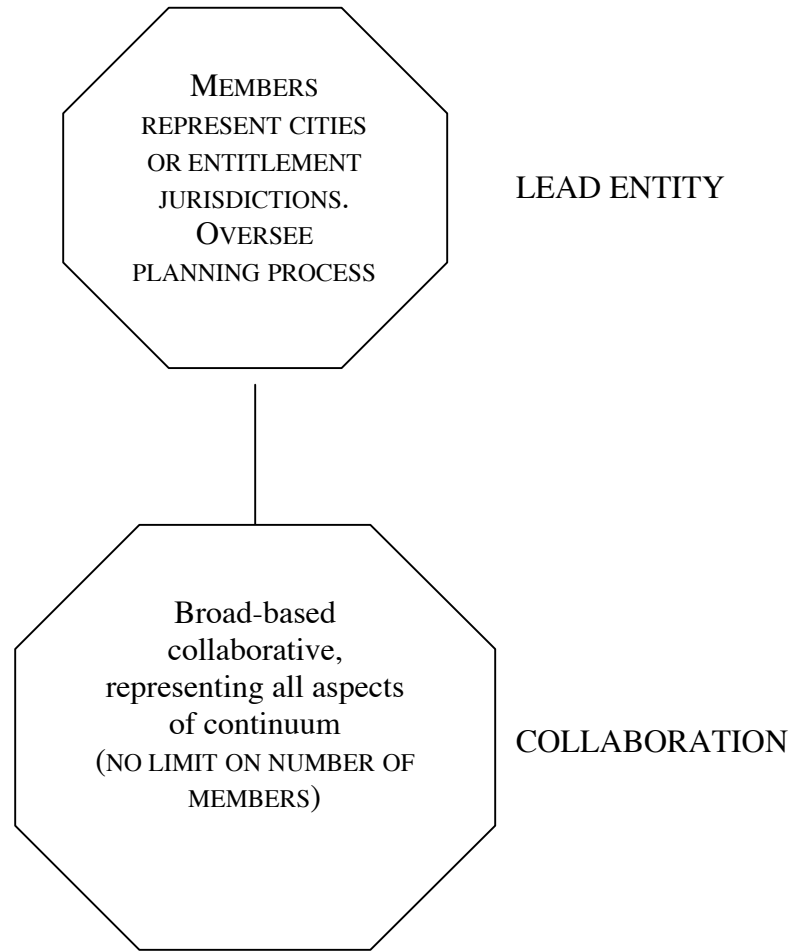 MEMBERS
REPRESENT CITIES
OR ENTITLEMENT
JURISDICTIONS.
OVERSEE
PLANNING PROCESS
LEAD ENTITY
Broad-based
collaborative,
representing all aspects
of continuum
(NO LIMIT ON NUMBER OF
MEMBERS)
COLLABORATION